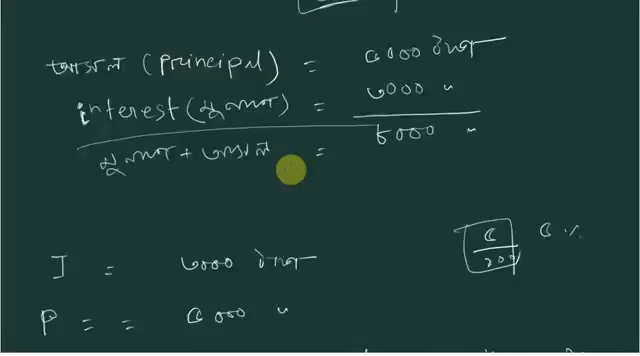 আসল (Principal) = ৫০০০ টাকা
interest (মুনাফা) = ৩০০০ "
মুনাফা + আসল = ৮০০০ "
৫/১০০ ৫%
I = ৩০০০ টাকা
P = = ৫০০০ "